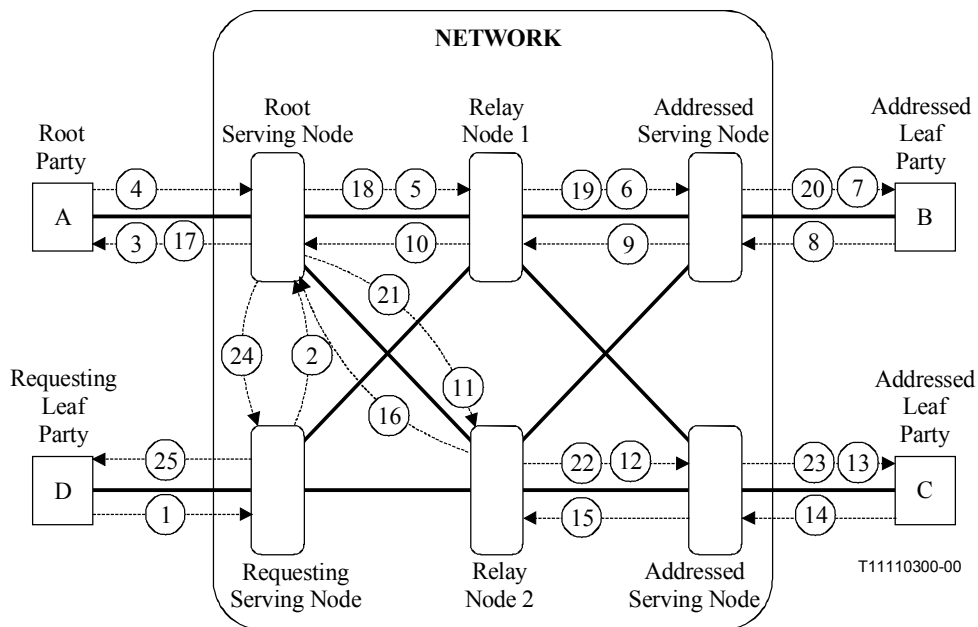 NETWORK
Root
Party
Root
Serving Node
Relay
Node 1
Addressed
Serving Node
Addressed
Leaf
Party
4
18
5
19
6
20
7
A
B
3
17
10
9
8
21
24
2
11
16
Requesting
Leaf
Party
Addressed
Leaf
Party
25
22
12
23
13
D
C
1
15
14
Requesting
Serving Node
Relay
Node 2
Addressed
Serving Node
T11110300-00